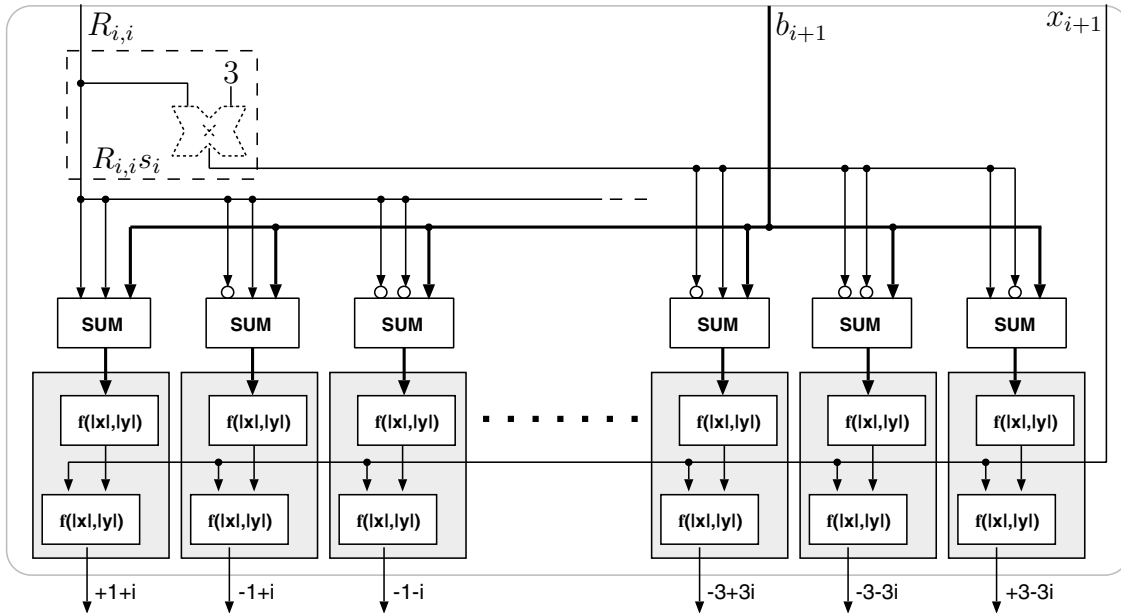 R_{i,i} b_{i+1} x_{i+1}
3
R_{i,i}s_i
SUM SUM SUM SUM SUM SUM
f(|x|,|y|) f(|x|,|y|) f(|x|,|y|) f(|x|,|y|) f(|x|,|y|) f(|x|,|y|)
f(|x|,|y|) f(|x|,|y|) f(|x|,|y|) f(|x|,|y|) f(|x|,|y|) f(|x|,|y|)
+1+i -1+i -1-i -3+3i -3-3i +3-3i